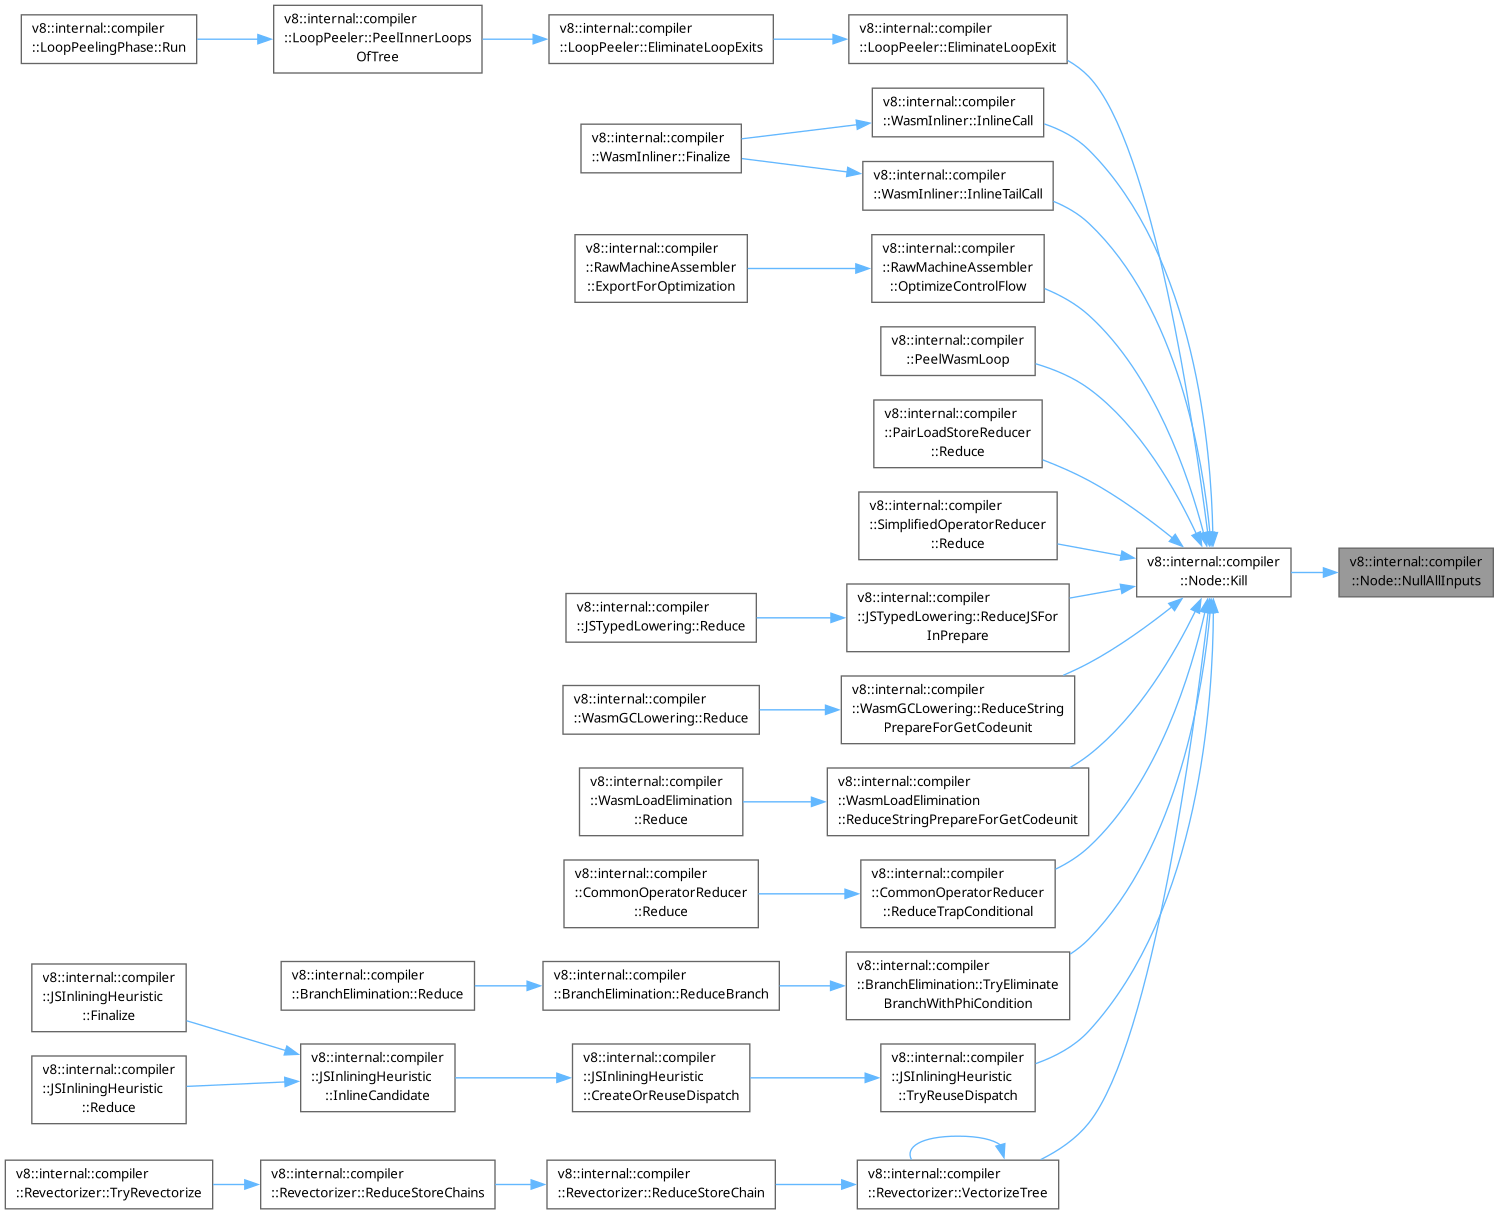 v8::internal::compiler
::LoopPeelingPhase::Run
v8::internal::compiler
::LoopPeeler::PeelInnerLoops
OfTree
v8::internal::compiler
::LoopPeeler::EliminateLoopExits
v8::internal::compiler
::LoopPeeler::EliminateLoopExit
v8::internal::compiler
::WasmInliner::InlineCall
v8::internal::compiler
::WasmInliner::Finalize
v8::internal::compiler
::WasmInliner::InlineTailCall
v8::internal::compiler
::RawMachineAssembler
::ExportForOptimization
v8::internal::compiler
::RawMachineAssembler
::OptimizeControlFlow
v8::internal::compiler
::PeelWasmLoop
v8::internal::compiler
::PairLoadStoreReducer
::Reduce
v8::internal::compiler
::SimplifiedOperatorReducer
::Reduce
v8::internal::compiler
::Node::Kill
v8::internal::compiler
::Node::NullAllInputs
v8::internal::compiler
::JSTypedLowering::Reduce
v8::internal::compiler
::JSTypedLowering::ReduceJSFor
InPrepare
v8::internal::compiler
::WasmGCLowering::Reduce
v8::internal::compiler
::WasmGCLowering::ReduceString
PrepareForGetCodeunit
v8::internal::compiler
::WasmLoadElimination
::Reduce
v8::internal::compiler
::WasmLoadElimination
::ReduceStringPrepareForGetCodeunit
v8::internal::compiler
::CommonOperatorReducer
::Reduce
v8::internal::compiler
::CommonOperatorReducer
::ReduceTrapConditional
v8::internal::compiler
::BranchElimination::Reduce
v8::internal::compiler
::BranchElimination::ReduceBranch
v8::internal::compiler
::BranchElimination::TryEliminate
BranchWithPhiCondition
v8::internal::compiler
::JSInliningHeuristic
::Finalize
v8::internal::compiler
::JSInliningHeuristic
::Reduce
v8::internal::compiler
::JSInliningHeuristic
::InlineCandidate
v8::internal::compiler
::JSInliningHeuristic
::CreateOrReuseDispatch
v8::internal::compiler
::JSInliningHeuristic
::TryReuseDispatch
v8::internal::compiler
::Revectorizer::TryRevectorize
v8::internal::compiler
::Revectorizer::ReduceStoreChains
v8::internal::compiler
::Revectorizer::ReduceStoreChain
v8::internal::compiler
::Revectorizer::VectorizeTree